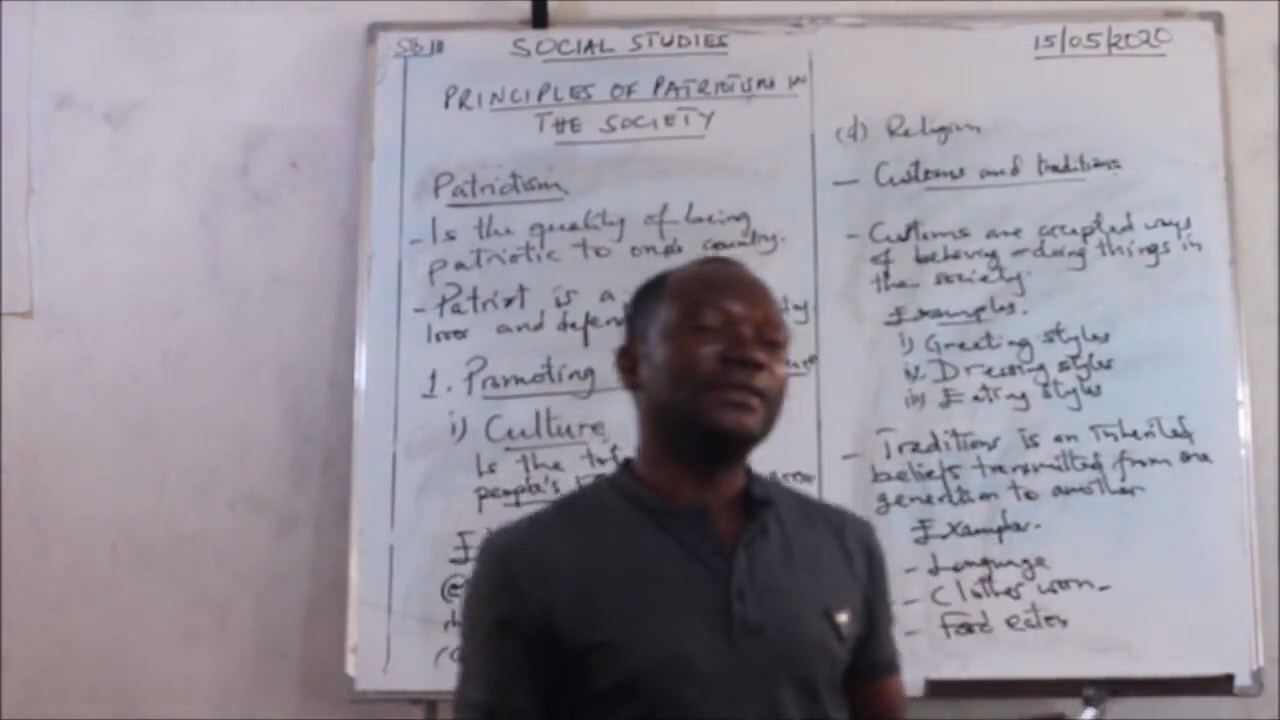 SOCIAL STUDIES
15/05/2020
PRINCIPLES OF PATRIOTISM IN
THE SOCIETY
Patriotism
- Is the quality of being
patriotic to one's country.
- Patriot is a
loves and
1. Promoting
i) Culture
Is the
people's
(d) Religion
- Customs and traditions
- Customs are accepted ways
of behaving or doing things in
the society.
Examples.
i) Greeting styles
ii) Dressing styles
iii) Eating styles
- Traditions is an inherited
beliefs transmitted from one
generation to another
Examples.
- Language
- Clothes worn-
- Food eaten